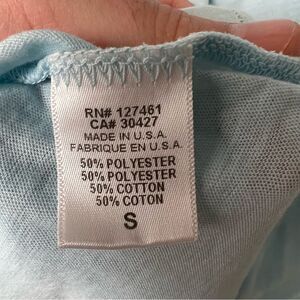 RN# 127461
CA# 30427
MADE IN U.S.A.
FABRIQUE EN U.S.A.
50% POLYESTER
50% POLYESTER
50% COTTON
50% COTON
S